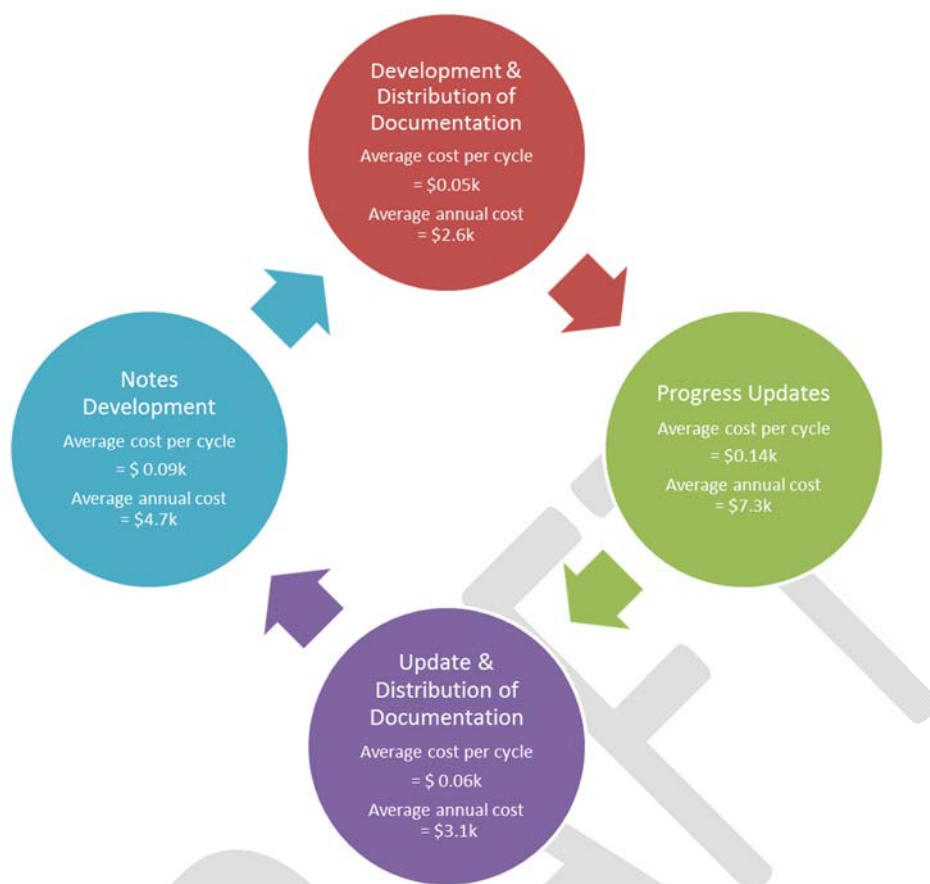 Development &
Distribution of
Documentation
Average cost per cycle
= $0.05k
Average annual cost
= $2.6k
Progress Updates
Average cost per cycle
= $0.14k
Average annual cost
= $7.3k
Update &
Distribution of
Documentation
Average cost per cycle
= $ 0.06k
Average annual cost
= $3.1k
Notes
Development
Average cost per cycle
= $ 0.09k
Average annual cost
= $4.7k